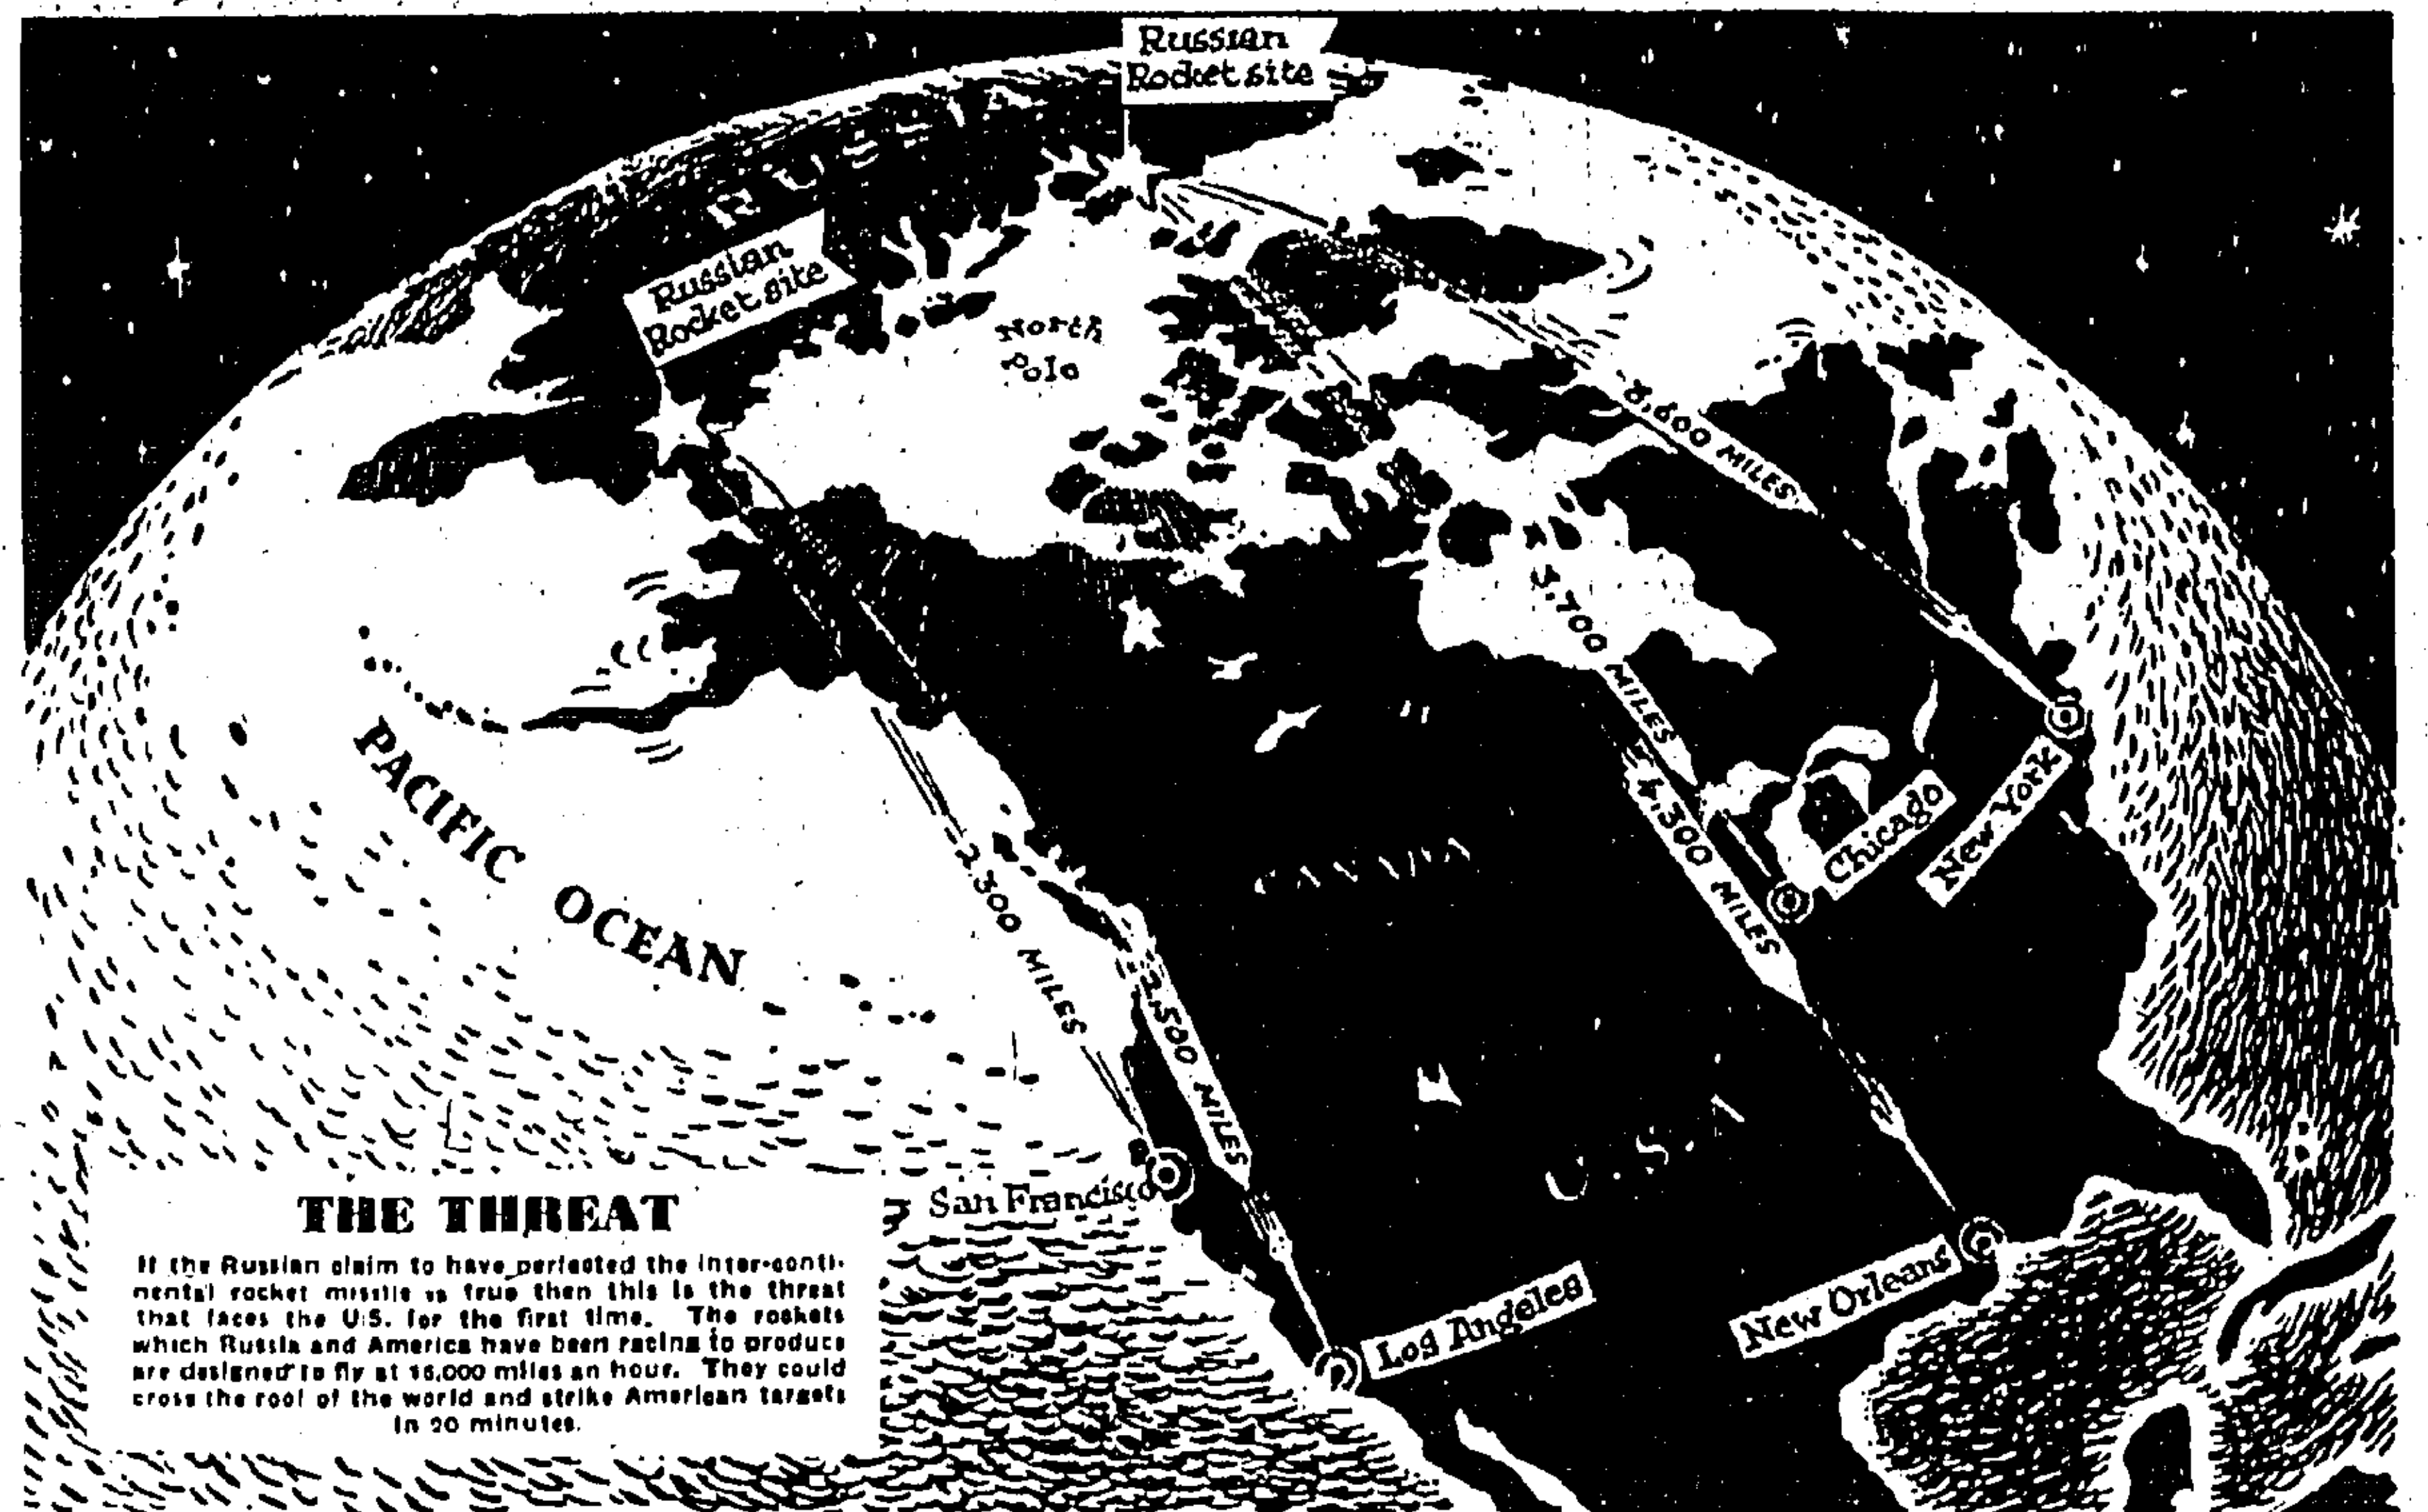 Russian
Rocket site
RUSSIA
Russian
Rocket site
North
Pole
3,600 MILES
3,700 MILES
4,300 MILES
PACIFIC OCEAN
CANADA
2,300 MILES
2,500 MILES
Chicago
New York
U.S.A
San Francisco
Los Angeles
New Orleans
THE THREAT
If the Russian claim to have perfected the inter-conti-
nental rocket missile is true then this is the threat
that faces the U.S. for the first time. The rockets
which Russia and America have been racing to produce
are designed to fly at 16,000 miles an hour. They could
cross the roof of the world and strike American targets
in 20 minutes.